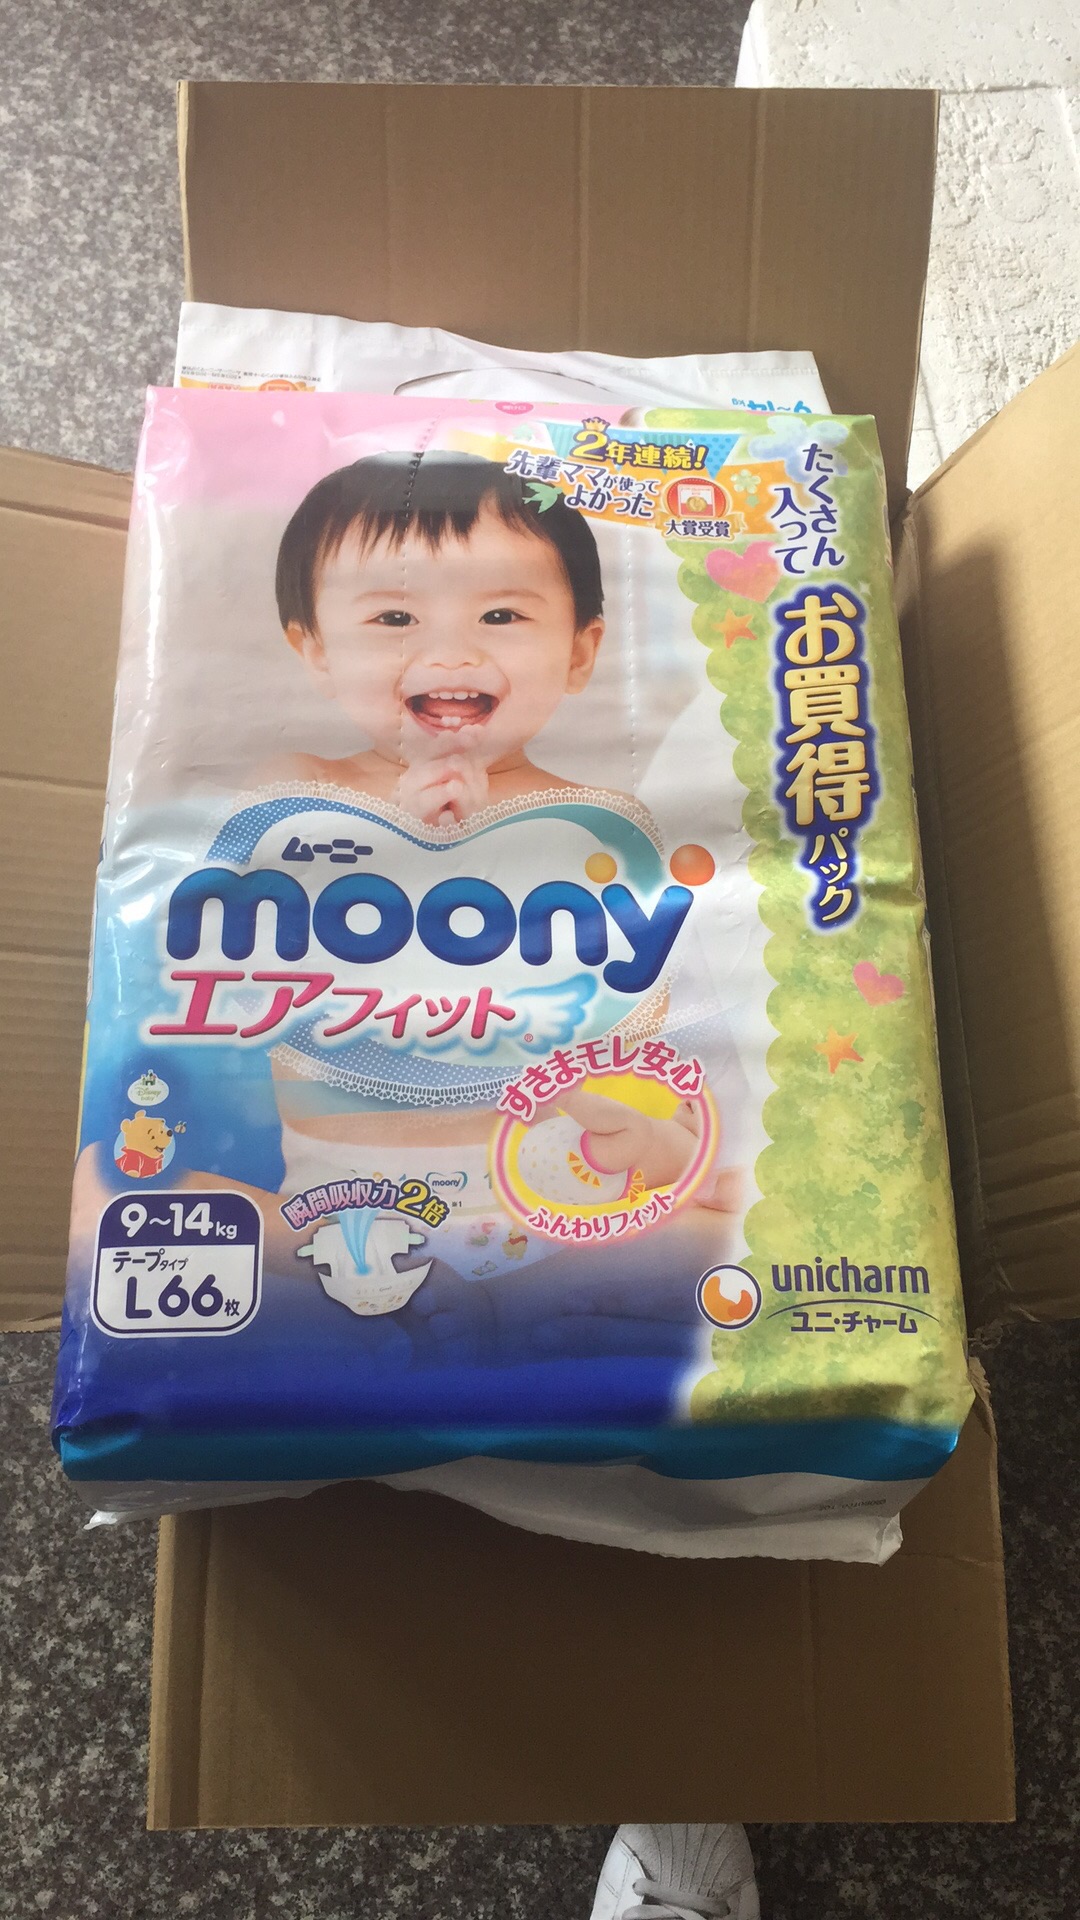 2年連続!
先輩ママが使って
よかった
大賞受賞
たくさん
入って
お買得パック
ムーニー
moony
エアフィット
すきまモレ安心
ふんわりフィット
Disney
baby
瞬間吸収力2倍
※1
moony
9~14kg
テープタイプ
L66枚
unicharm
ユニ・チャーム